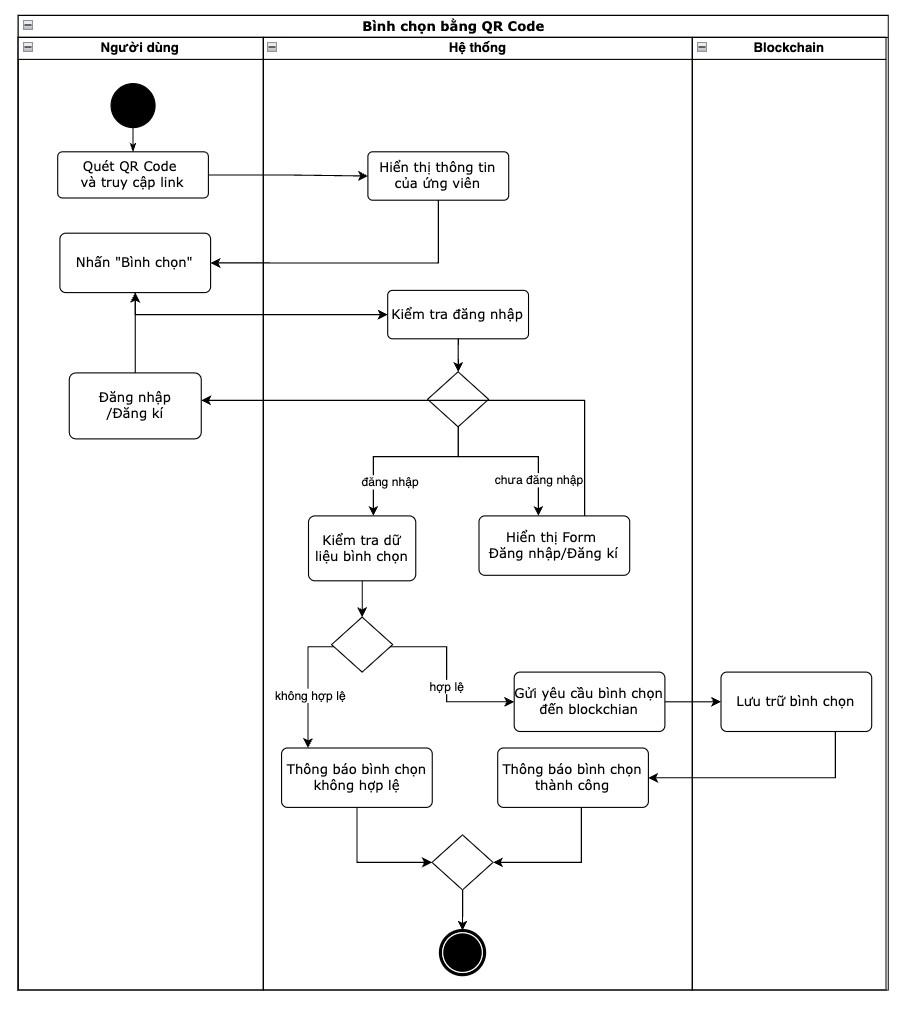 Bình chọn bằng QR Code
Người dùng
Hệ thống
Blockchain
Quét QR Code
và truy cập link
Hiển thị thông tin
của ứng viên
Nhấn "Bình chọn"
Kiểm tra đăng nhập
Đăng nhập
/Đăng kí
đăng nhập
chưa đăng nhập
Kiểm tra dữ
liệu bình chọn
Hiển thị Form
Đăng nhập/Đăng kí
không hợp lệ
hợp lệ
Gửi yêu cầu bình chọn
đến blockchian
Lưu trữ bình chọn
Thông báo bình chọn
không hợp lệ
Thông báo bình chọn
thành công